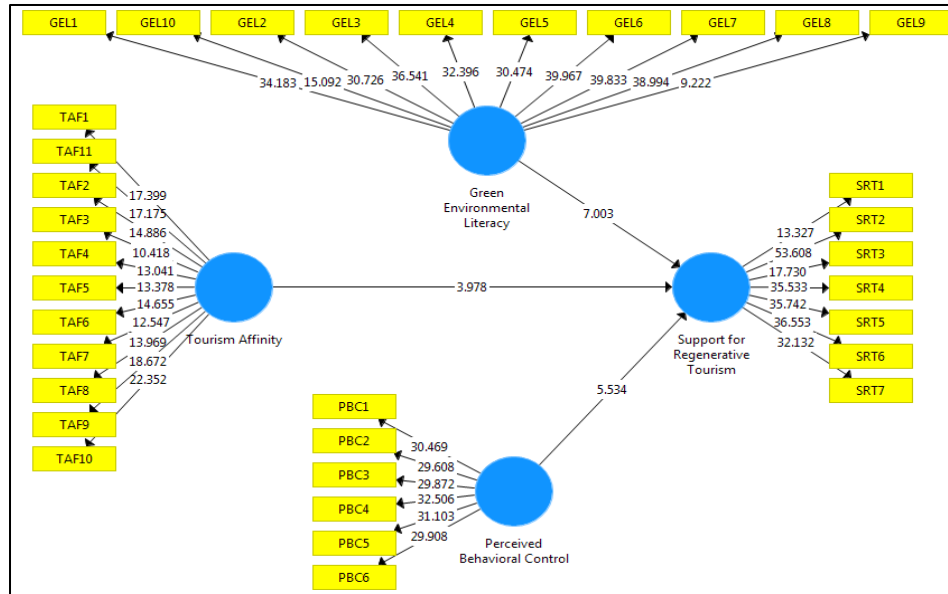 GEL1 GEL10 GEL2 GEL3 GEL4 GEL5 GEL6 GEL7 GEL8 GEL9
34.183 15.092 30.726 36.541 32.396 30.474 39.967 39.833 38.994 9.222
Green
Environmental
Literacy
TAF1
TAF11
TAF2
TAF3
TAF4
TAF5
TAF6
TAF7
TAF8
TAF9
TAF10
17.399
17.175
14.886
10.418
13.041
13.378
14.655
12.547
13.969
18.672
22.352
Tourism Affinity
7.003
3.978
5.534
SRT1
SRT2
SRT3
SRT4
SRT5
SRT6
SRT7
13.327
53.608
17.730
35.533
35.742
36.553
32.132
Support for
Regenerative
Tourism
PBC1
PBC2
PBC3
PBC4
PBC5
PBC6
30.469
29.608
29.872
32.506
31.103
29.908
Perceived
Behavioral Control